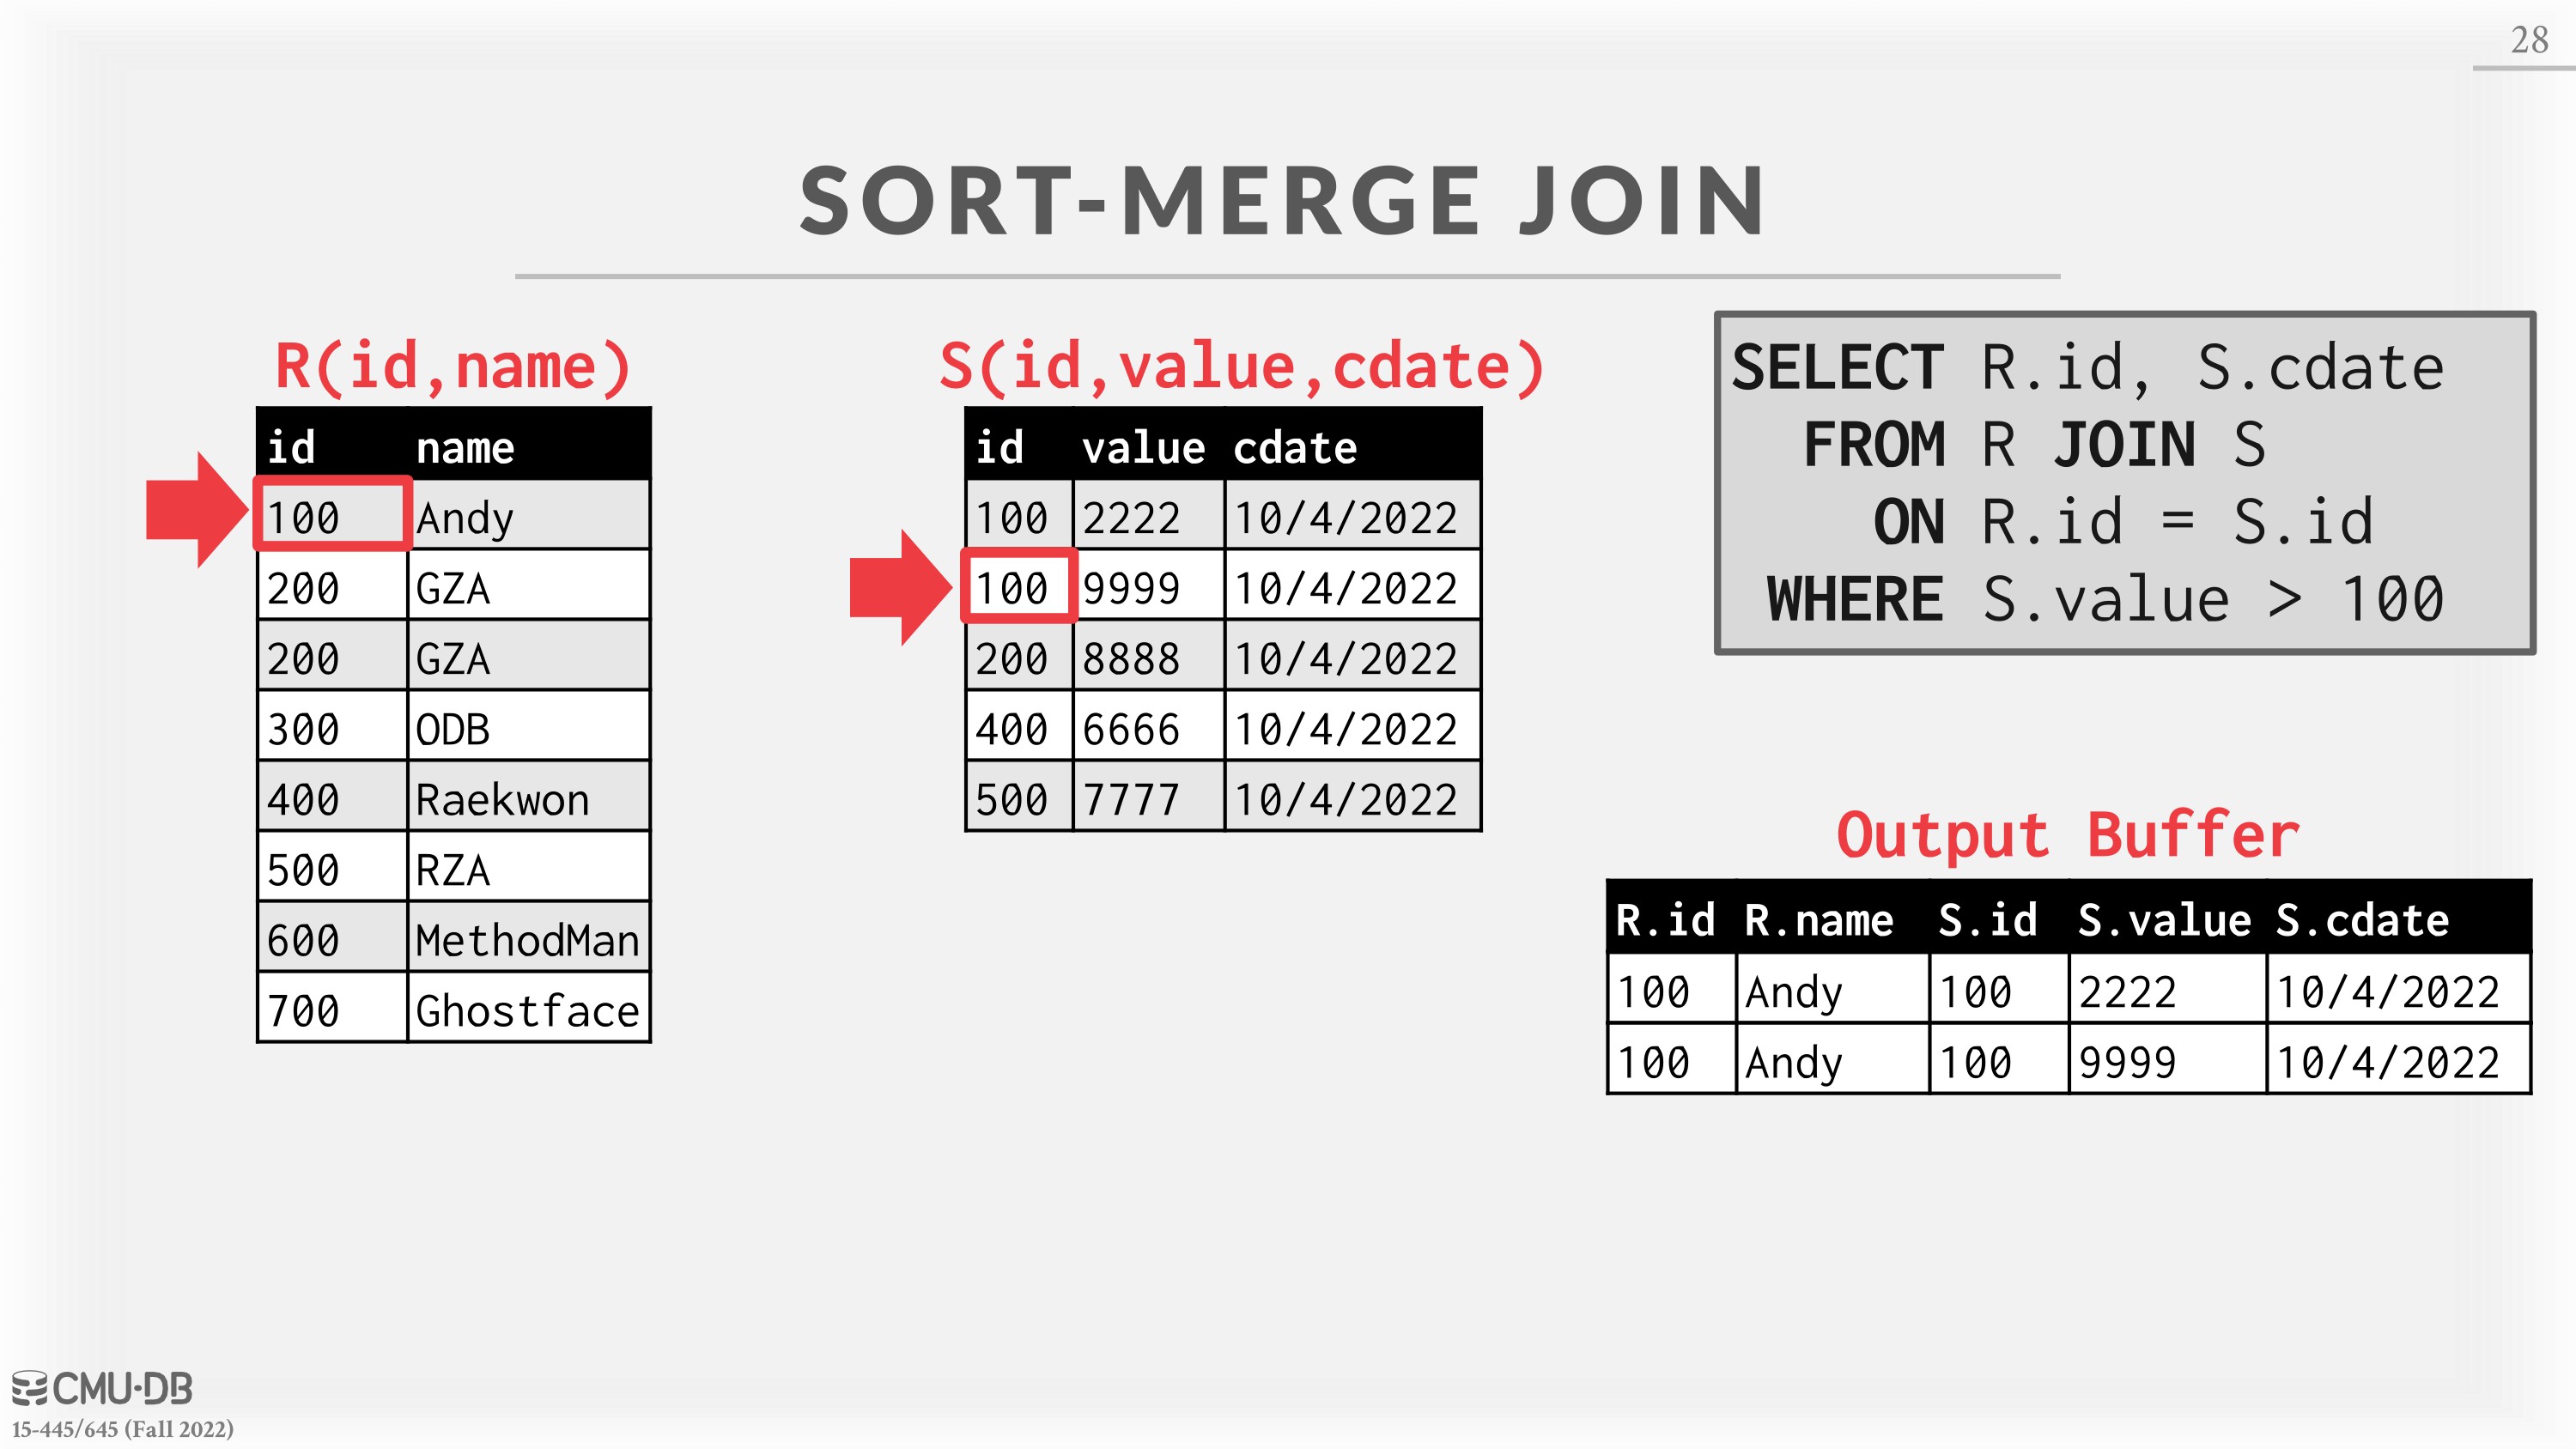 28
SORT-MERGE JOIN
R(id,name)
id name
100 Andy
200 GZA
200 GZA
300 ODB
400 Raekwon
500 RZA
600 MethodMan
700 Ghostface
S(id,value,cdate)
id value cdate
100 2222 10/4/2022
100 9999 10/4/2022
200 8888 10/4/2022
400 6666 10/4/2022
500 7777 10/4/2022
SELECT R.id, S.cdate
FROM R JOIN S
ON R.id = S.id
WHERE S.value > 100
Output Buffer
R.id R.name S.id S.value S.cdate
100 Andy 100 2222 10/4/2022
100 Andy 100 9999 10/4/2022
CMU·DB
15-445/645 (Fall 2022)